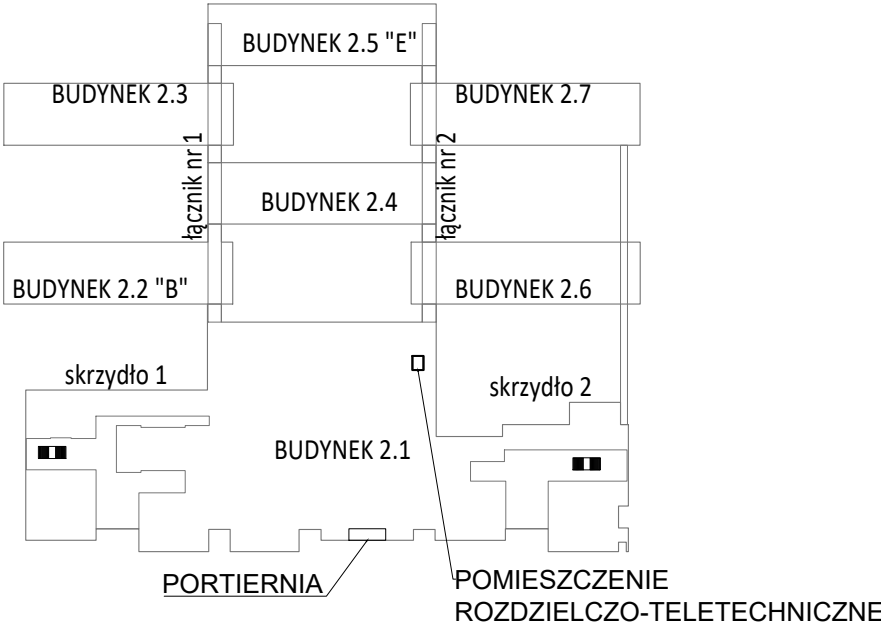 BUDYNEK 2.5 "E"
BUDYNEK 2.3
BUDYNEK 2.7
łącznik nr 1
łącznik nr 2
BUDYNEK 2.4
BUDYNEK 2.2 "B"
BUDYNEK 2.6
skrzydło 1
skrzydło 2
BUDYNEK 2.1
PORTIERNIA
POMIESZCZENIE
ROZDZIELCZO-TELETECHNICZNE